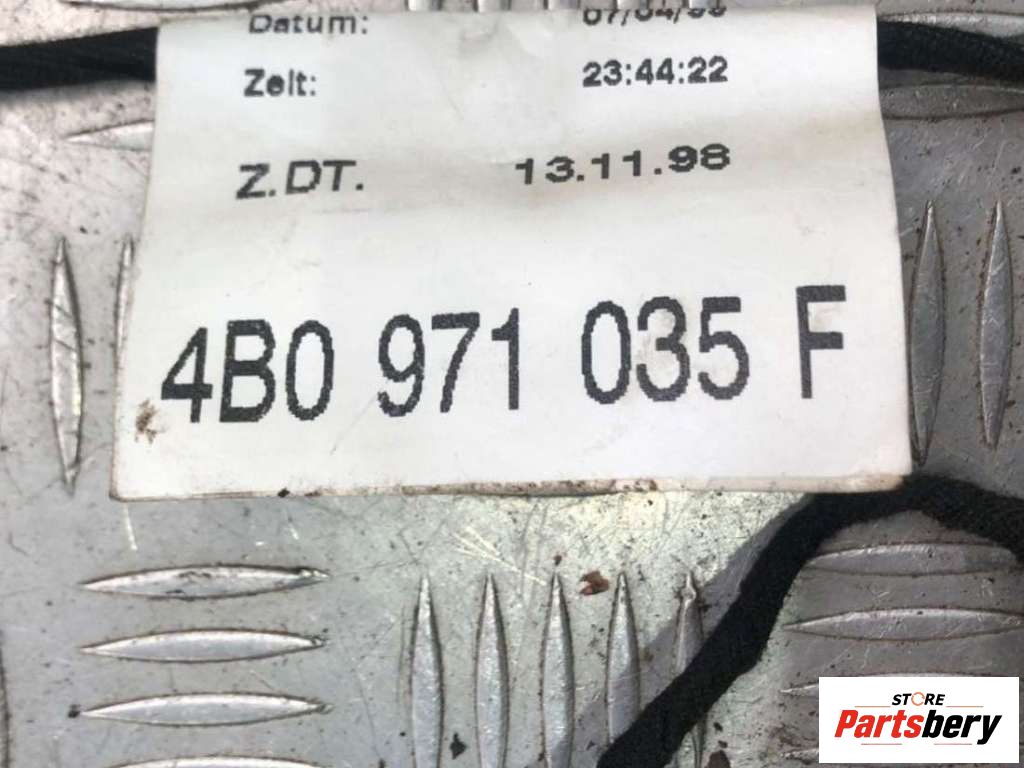 Datum:
Zeit: 23:44:22
Z.DT. 13.11.98
4B0 971 035 F
STORE
Partsbery